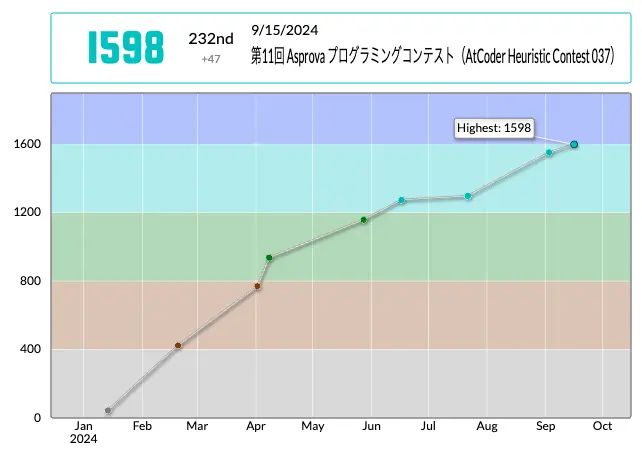 1598
232nd
+47
9/15/2024
第11回 Asprova プログラミングコンテスト（AtCoder Heuristic Contest 037）
Highest: 1598
1600
1200
800
400
0
Jan Feb Mar Apr May Jun Jul Aug Sep Oct
2024